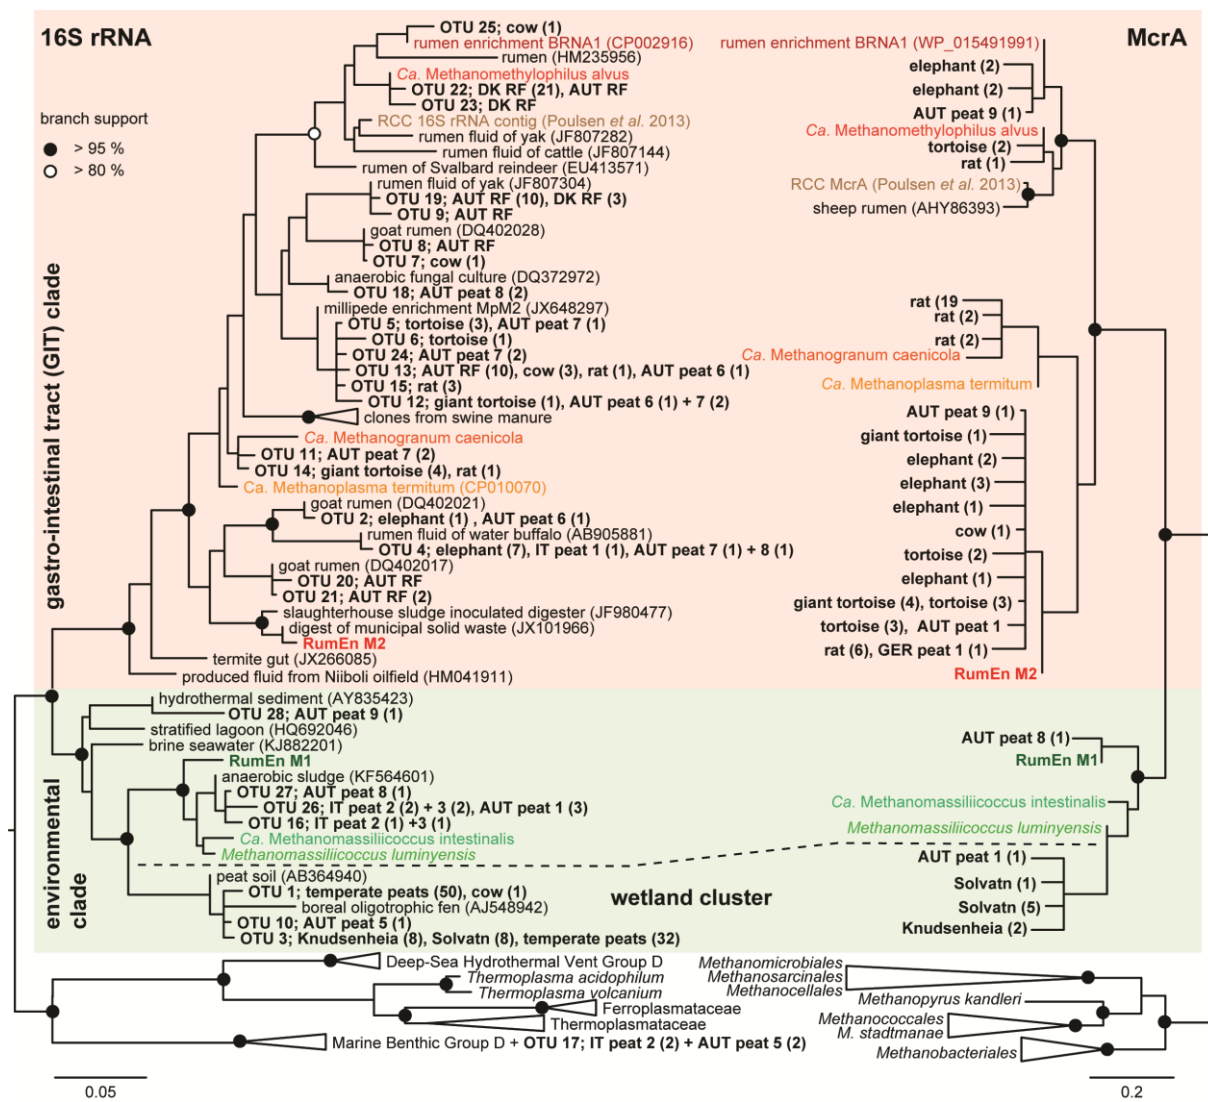 16S rRNA
branch support
> 95 %
> 80 %
gastro-intestinal tract (GIT) clade
OTU 25; cow (1)
rumen enrichment BRNA1 (CP002916)
rumen (HM235956)
Ca. Methanomethylophilus alvus
OTU 22; DK RF (21), AUT RF
OTU 23; DK RF
RCC 16S rRNA contig (Poulsen et al. 2013)
rumen fluid of yak (JF807282)
rumen fluid of cattle (JF807144)
rumen of Svalbard reindeer (EU413571)
rumen fluid of yak (JF807304)
OTU 19; AUT RF (10), DK RF (3)
OTU 9; AUT RF
goat rumen (DQ402028)
OTU 8; AUT RF
OTU 7; cow (1)
anaerobic fungal culture (DQ372972)
OTU 18; AUT peat 8 (2)
millipede enrichment MpM2 (JX648297)
OTU 5; tortoise (3), AUT peat 7 (1)
OTU 6; tortoise (1)
OTU 24; AUT peat 7 (2)
OTU 13; AUT RF (10), cow (3), rat (1), AUT peat 6 (1)
OTU 15; rat (3)
OTU 12; giant tortoise (1), AUT peat 6 (1) + 7 (2)
clones from swine manure
Ca. Methanogranum caenicola
OTU 11; AUT peat 7 (2)
OTU 14; giant tortoise (4), rat (1)
Ca. Methanoplasma termitum (CP010070)
goat rumen (DQ402021)
OTU 2; elephant (1) , AUT peat 6 (1)
rumen fluid of water buffalo (AB905881)
OTU 4; elephant (7), IT peat 1 (1), AUT peat 7 (1) + 8 (1)
goat rumen (DQ402017)
OTU 20; AUT RF
OTU 21; AUT RF (2)
slaughterhouse sludge inoculated digester (JF980477)
digest of municipal solid waste (JX101966)
RumEn M2
termite gut (JX266085)
produced fluid from Niiboli oilfield (HM041911)
environmental
clade
hydrothermal sediment (AY835423)
OTU 28; AUT peat 9 (1)
stratified lagoon (HQ692046)
brine seawater (KJ882201)
RumEn M1
anaerobic sludge (KF564601)
OTU 27; AUT peat 8 (1)
OTU 26; IT peat 2 (2) + 3 (2), AUT peat 1 (3)
OTU 16; IT peat 2 (1) +3 (1)
Ca. Methanomassiliicoccus intestinalis
Methanomassiliicoccus luminyensis
peat soil (AB364940)
OTU 1; temperate peats (50), cow (1)
boreal oligotrophic fen (AJ548942)
OTU 10; AUT peat 5 (1)
OTU 3; Knudsenheia (8), Solvatn (8), temperate peats (32)
wetland cluster
Deep-Sea Hydrothermal Vent Group D
Thermoplasma acidophilum
Thermoplasma volcanium
Ferroplasmataceae
Thermoplasmataceae
Marine Benthic Group D + OTU 17; IT peat 2 (2) + AUT peat 5 (2)
0.05
McrA
rumen enrichment BRNA1 (WP_015491991)
elephant (2)
elephant (2)
AUT peat 9 (1)
Ca. Methanomethylophilus alvus
tortoise (2)
rat (1)
RCC McrA (Poulsen et al. 2013)
sheep rumen (AHY86393)
rat (19
rat (2)
rat (2)
Ca. Methanogranum caenicola
Ca. Methanoplasma termitum
AUT peat 9 (1)
giant tortoise (1)
elephant (2)
elephant (3)
elephant (1)
cow (1)
tortoise (2)
elephant (1)
giant tortoise (4), tortoise (3)
tortoise (3), AUT peat 1
rat (6), GER peat 1 (1)
RumEn M2
AUT peat 8 (1)
RumEn M1
Ca. Methanomassiliicoccus intestinalis
Methanomassiliicoccus luminyensis
AUT peat 1 (1)
Solvatn (1)
Solvatn (5)
Knudsenheia (2)
Methanomicrobiales
Methanosarcinales
Methanocellales
Methanopyrus kandleri
Methanococcales
M. stadtmanae
Methanobacteriales
0.2